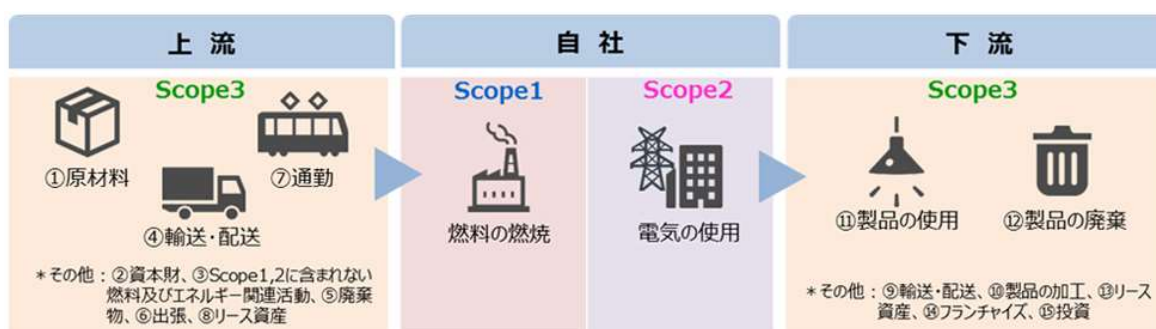 上 流
自 社
下 流
Scope3
①原材料
⑦通勤
④輸送・配送
＊その他：②資本財、③Scope1,2に含まれない
燃料及びエネルギー関連活動、⑤廃棄
物、⑥出張、⑧リース資産
Scope1
燃料の燃焼
Scope2
電気の使用
Scope3
⑪製品の使用
⑫製品の廃棄
＊その他：⑨輸送・配送、⑩製品の加工、⑬リース
資産、⑭フランチャイズ、⑮投資